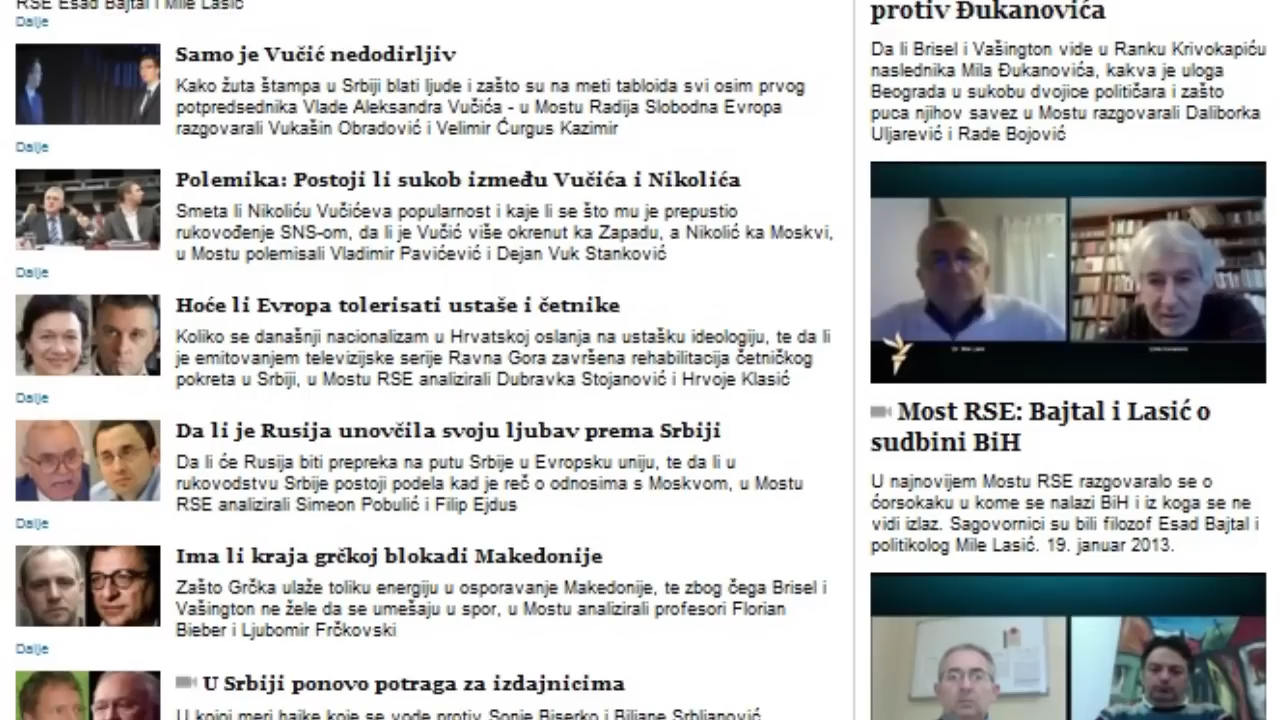 RSE Esad Bajtal i Mile Lasić
Dalje
Samo je Vučić nedodirljiv
Kako žuta štampa u Srbiji blati ljude i zašto su na meti tabloida svi osim prvog
potpredsednika Vlade Aleksandra Vučića - u Mostu Radija Slobodna Evropa
razgovarali Vukašin Obradović i Velimir Ćurgus Kazimir
Dalje
Polemika: Postoji li sukob između Vučića i Nikolića
Smeta li Nikoliću Vučićeva popularnost i kaje li se što mu je prepustio
rukovođenje SNS-om, da li je Vučić više okrenut ka Zapadu, a Nikolić ka Moskvi,
u Mostu polemisali Vladimir Pavićević i Dejan Vuk Stanković
Dalje
Hoće li Evropa tolerisati ustaše i četnike
Koliko se današnji nacionalizam u Hrvatskoj oslanja na ustašku ideologiju, te da li
je emitovanjem televizijske serije Ravna Gora završena rehabilitacija četničkog
pokreta u Srbiji, u Mostu RSE analizirali Dubravka Stojanović i Hrvoje Klasić
Dalje
Da li je Rusija unovčila svoju ljubav prema Srbiji
Da li će Rusija biti prepreka na putu Srbije u Evropsku uniju, te da li u
rukovodstvu Srbije postoji podela kad je reč o odnosima s Moskvom, u Mostu
RSE analizirali Simeon Pobulić i Filip Ejdus
Dalje
Ima li kraja grčkoj blokadi Makedonije
Zašto Grčka ulaže toliku energiju u osporavanje Makedonije, te zbog čega Brisel i
Vašington ne žele da se umešaju u spor, u Mostu analizirali profesori Florian
Bieber i Ljubomir Frčkovski
Dalje
U Srbiji ponovo potraga za izdajnicima
U kojoj meri hajke koje se vode protiv Sonje Biserko i Biljane Srbljanović
protiv Đukanovića
Da li Brisel i Vašington vide u Ranku Krivokapiću
naslednika Mila Đukanovića, kakva je uloga
Beograda u sukobu dvojice političara i zašto
puca njihov savez u Mostu razgovarali Daliborka
Uljarević i Rade Bojović
Most RSE: Bajtal i Lasić o
sudbini BiH
U najnovijem Mostu RSE razgovaralo se o
ćorsokaku u kome se nalazi BiH i iz koga se ne
vidi izlaz. Sagovornici su bili filozof Esad Bajtal i
politikolog Mile Lasić. 19. januar 2013.